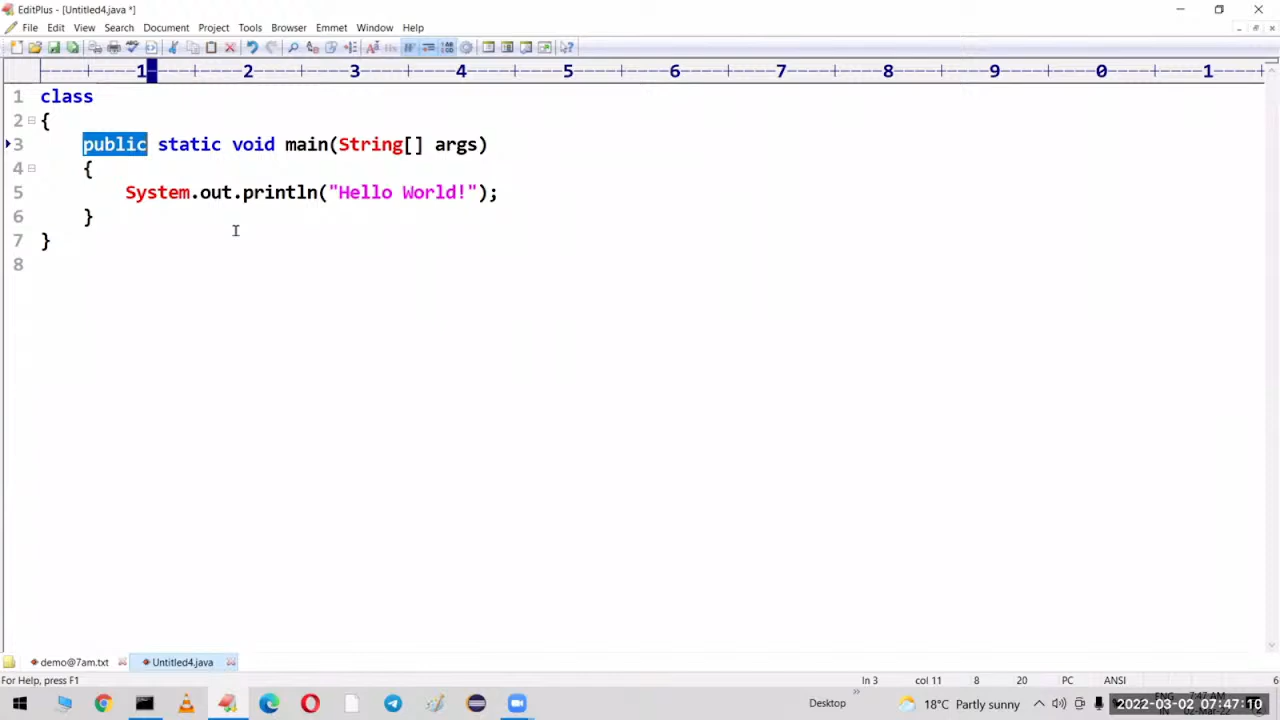 EditPlus - [Untitled4.java *]
File Edit View Search Document Project Tools Browser Emmet Window Help
1 2 3 4 5 6 7 8 9 0 1
1 class
2 {
3 public static void main(String[] args)
4 {
5 System.out.println("Hello World!");
6 }
7 }
8
demo@7am.txt Untitled4.java
For Help, press F1 ln 3 col 11 8 20 PC ANSI 6
Desktop 18°C Partly sunny 2022-03-02 07:47:10